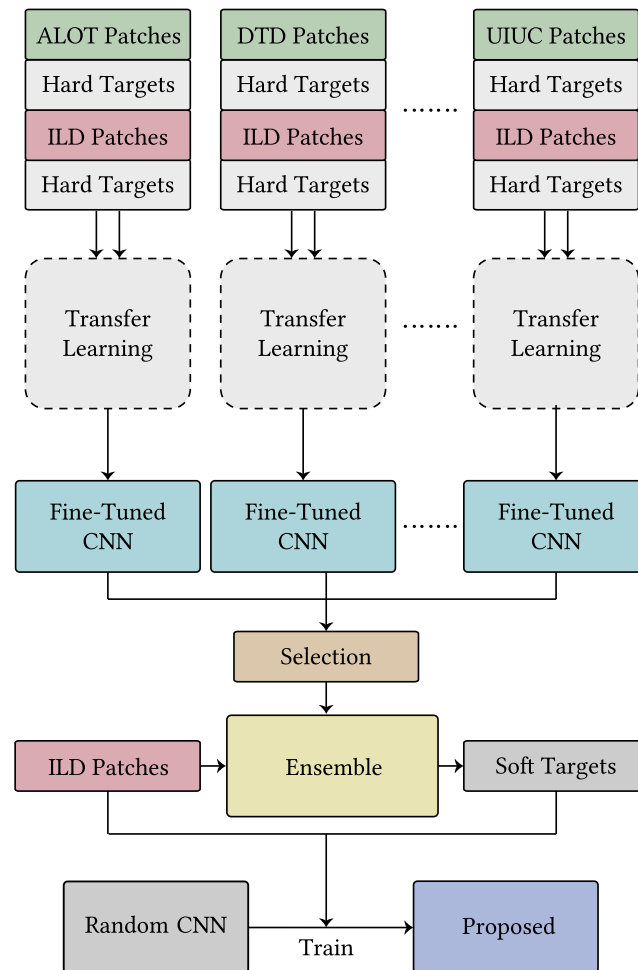 ALOT Patches
DTD Patches
UIUC Patches
Hard Targets
Hard Targets
Hard Targets
.......
ILD Patches
ILD Patches
ILD Patches
Hard Targets
Hard Targets
Hard Targets
Transfer
Learning
Transfer
Learning
.......
Transfer
Learning
Fine-Tuned
CNN
Fine-Tuned
CNN
.......
Fine-Tuned
CNN
Selection
ILD Patches
Ensemble
Soft Targets
Random CNN
Train
Proposed